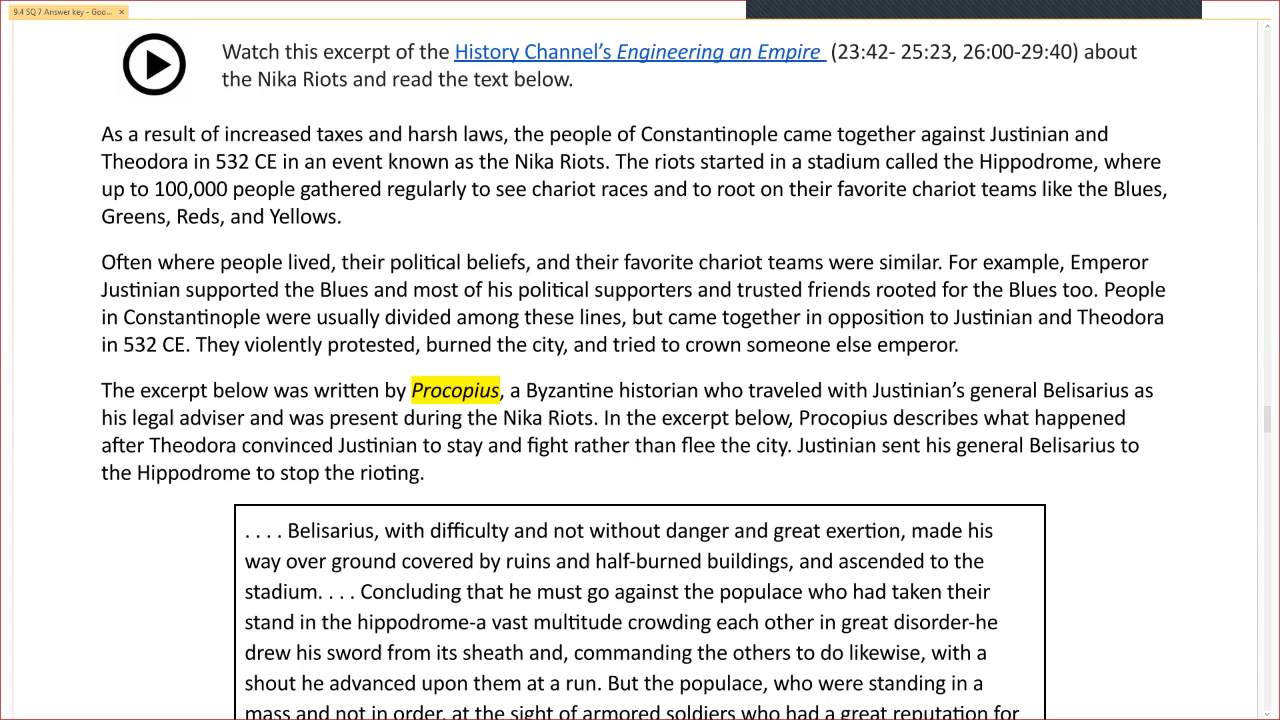 9.4 SQ 7 Answer key - Goo... ×
Watch this excerpt of the History Channel’s Engineering an Empire (23:42- 25:23, 26:00-29:40) about
the Nika Riots and read the text below.
As a result of increased taxes and harsh laws, the people of Constantinople came together against Justinian and
Theodora in 532 CE in an event known as the Nika Riots. The riots started in a stadium called the Hippodrome, where
up to 100,000 people gathered regularly to see chariot races and to root on their favorite chariot teams like the Blues,
Greens, Reds, and Yellows.
Often where people lived, their political beliefs, and their favorite chariot teams were similar. For example, Emperor
Justinian supported the Blues and most of his political supporters and trusted friends rooted for the Blues too. People
in Constantinople were usually divided among these lines, but came together in opposition to Justinian and Theodora
in 532 CE. They violently protested, burned the city, and tried to crown someone else emperor.
The excerpt below was written by Procopius, a Byzantine historian who traveled with Justinian’s general Belisarius as
his legal adviser and was present during the Nika Riots. In the excerpt below, Procopius describes what happened
after Theodora convinced Justinian to stay and fight rather than flee the city. Justinian sent his general Belisarius to
the Hippodrome to stop the rioting.
. . . . Belisarius, with difficulty and not without danger and great exertion, made his
way over ground covered by ruins and half-burned buildings, and ascended to the
stadium. . . . Concluding that he must go against the populace who had taken their
stand in the hippodrome-a vast multitude crowding each other in great disorder-he
drew his sword from its sheath and, commanding the others to do likewise, with a
shout he advanced upon them at a run. But the populace, who were standing in a
mass and not in order, at the sight of armored soldiers who had a great reputation for